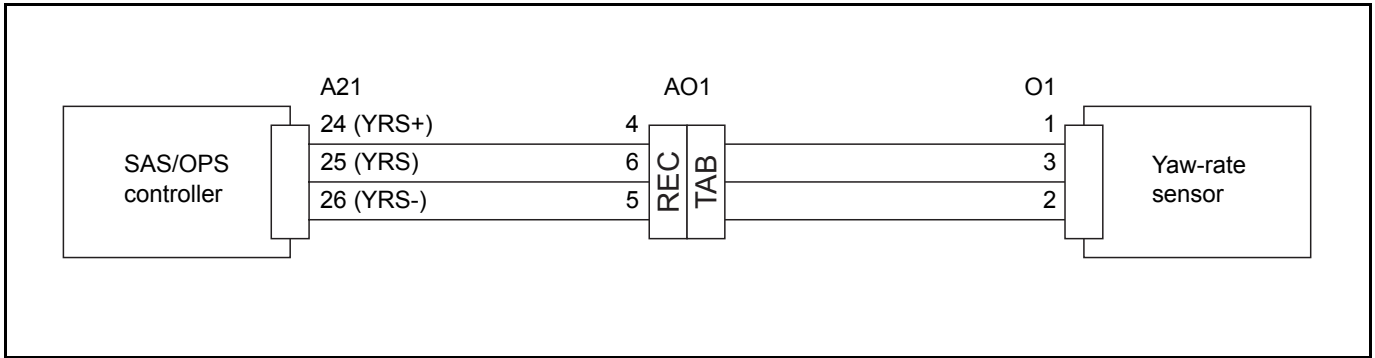 A21 AO1 O1
24 (YRS+) 4 1
SAS/OPS 25 (YRS) 6 3 Yaw-rate
controller 26 (YRS-) 5 2 sensor
REC
TAB